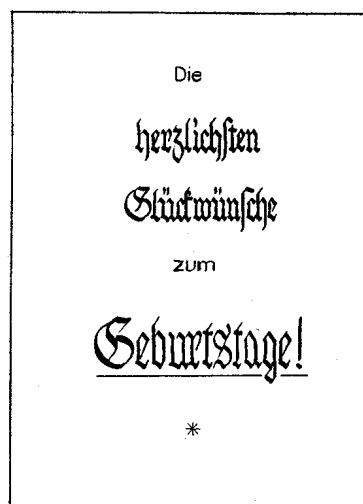 Die
herzlichſten
Glückwünſche
zum
Geburtstage!
*